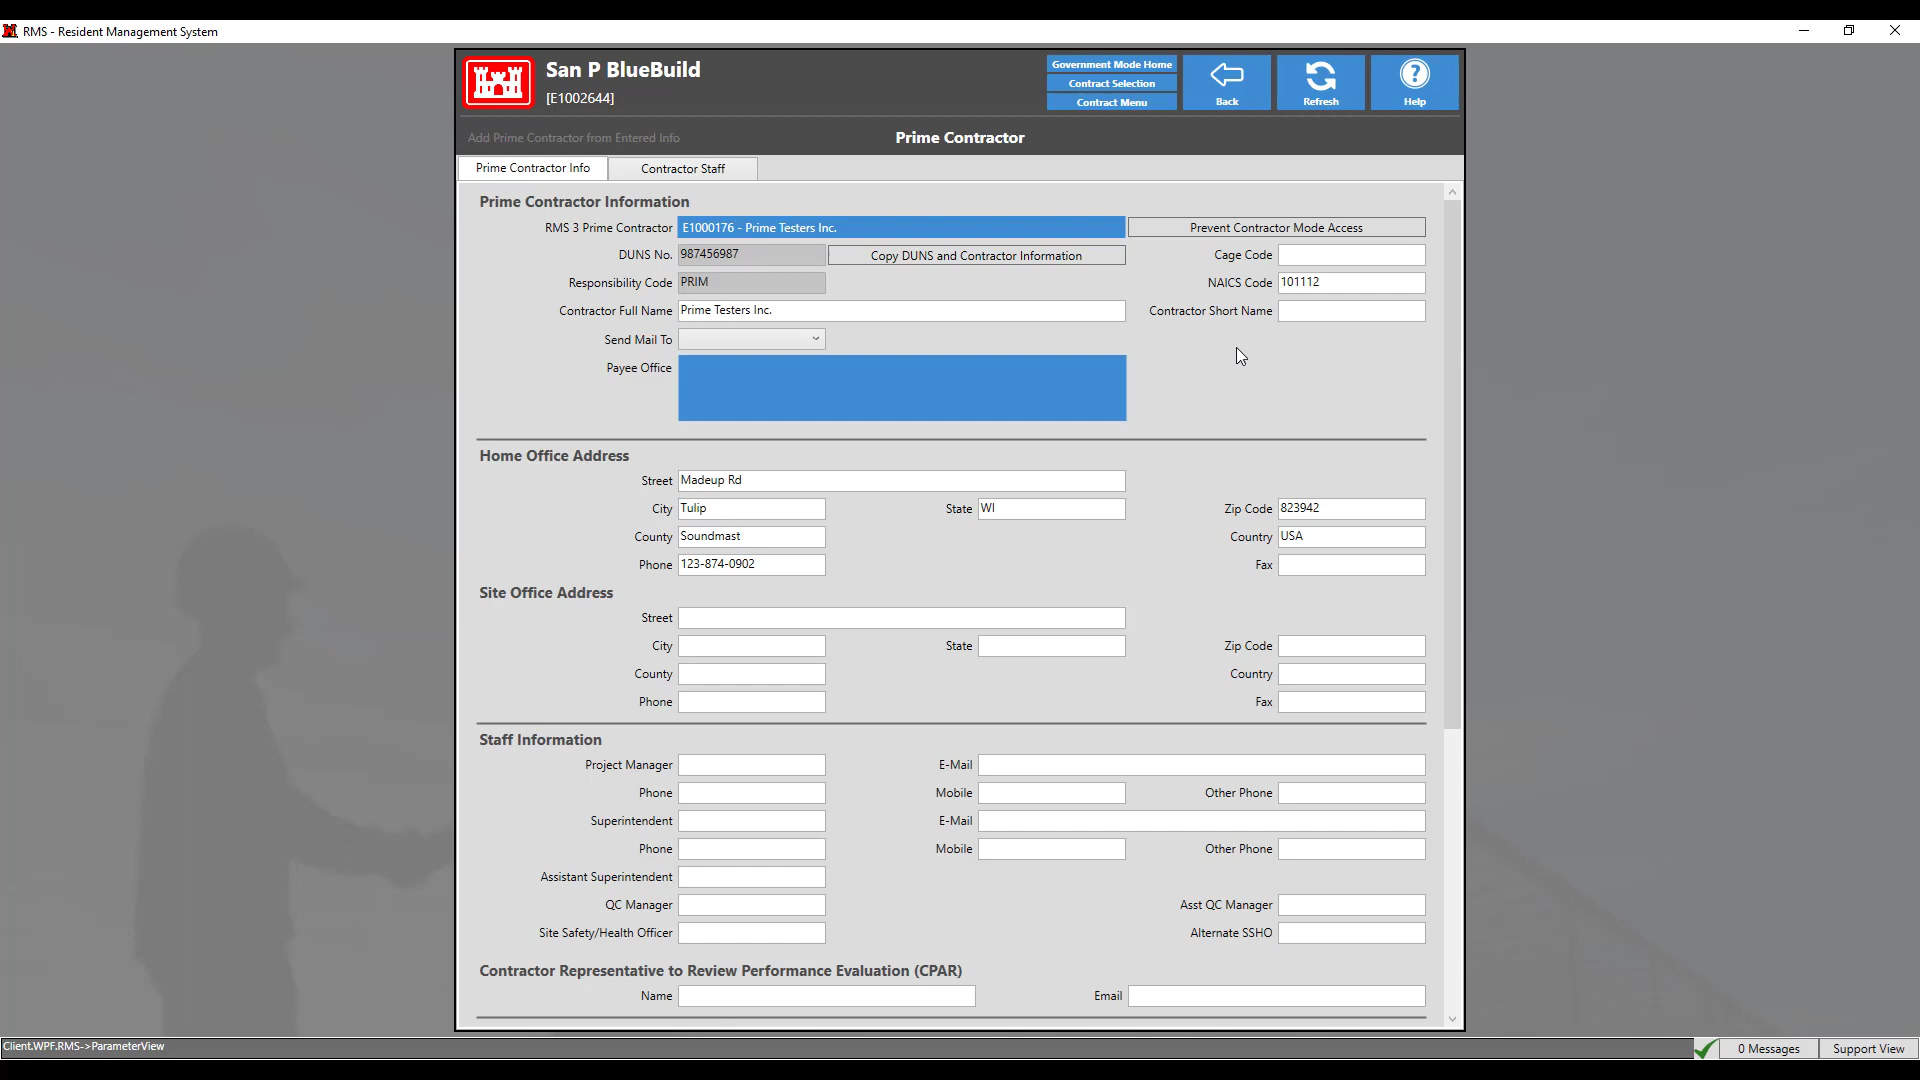 RMS - Resident Management System
San P BlueBuild
[E1002644]
Government Mode Home
Contract Selection
Contract Menu
Back
Refresh
Help
Add Prime Contractor from Entered Info
Prime Contractor
Prime Contractor Info
Contractor Staff
Prime Contractor Information
RMS 3 Prime Contractor E1000176 - Prime Testers Inc. Prevent Contractor Mode Access
DUNS No. 987456987 Copy DUNS and Contractor Information Cage Code
Responsibility Code PRIM NAICS Code 101112
Contractor Full Name Prime Testers Inc. Contractor Short Name
Send Mail To
Payee Office
Home Office Address
Street Madeup Rd
City Tulip State WI Zip Code 823942
County Soundmast Country USA
Phone 123-874-0902 Fax
Site Office Address
Street
City State Zip Code
County Country
Phone Fax
Staff Information
Project Manager E-Mail
Phone Mobile Other Phone
Superintendent E-Mail
Phone Mobile Other Phone
Assistant Superintendent
QC Manager Asst QC Manager
Site Safety/Health Officer Alternate SSHO
Contractor Representative to Review Performance Evaluation (CPAR)
Name Email
Client.WPF.RMS->ParameterView
0 Messages
Support View